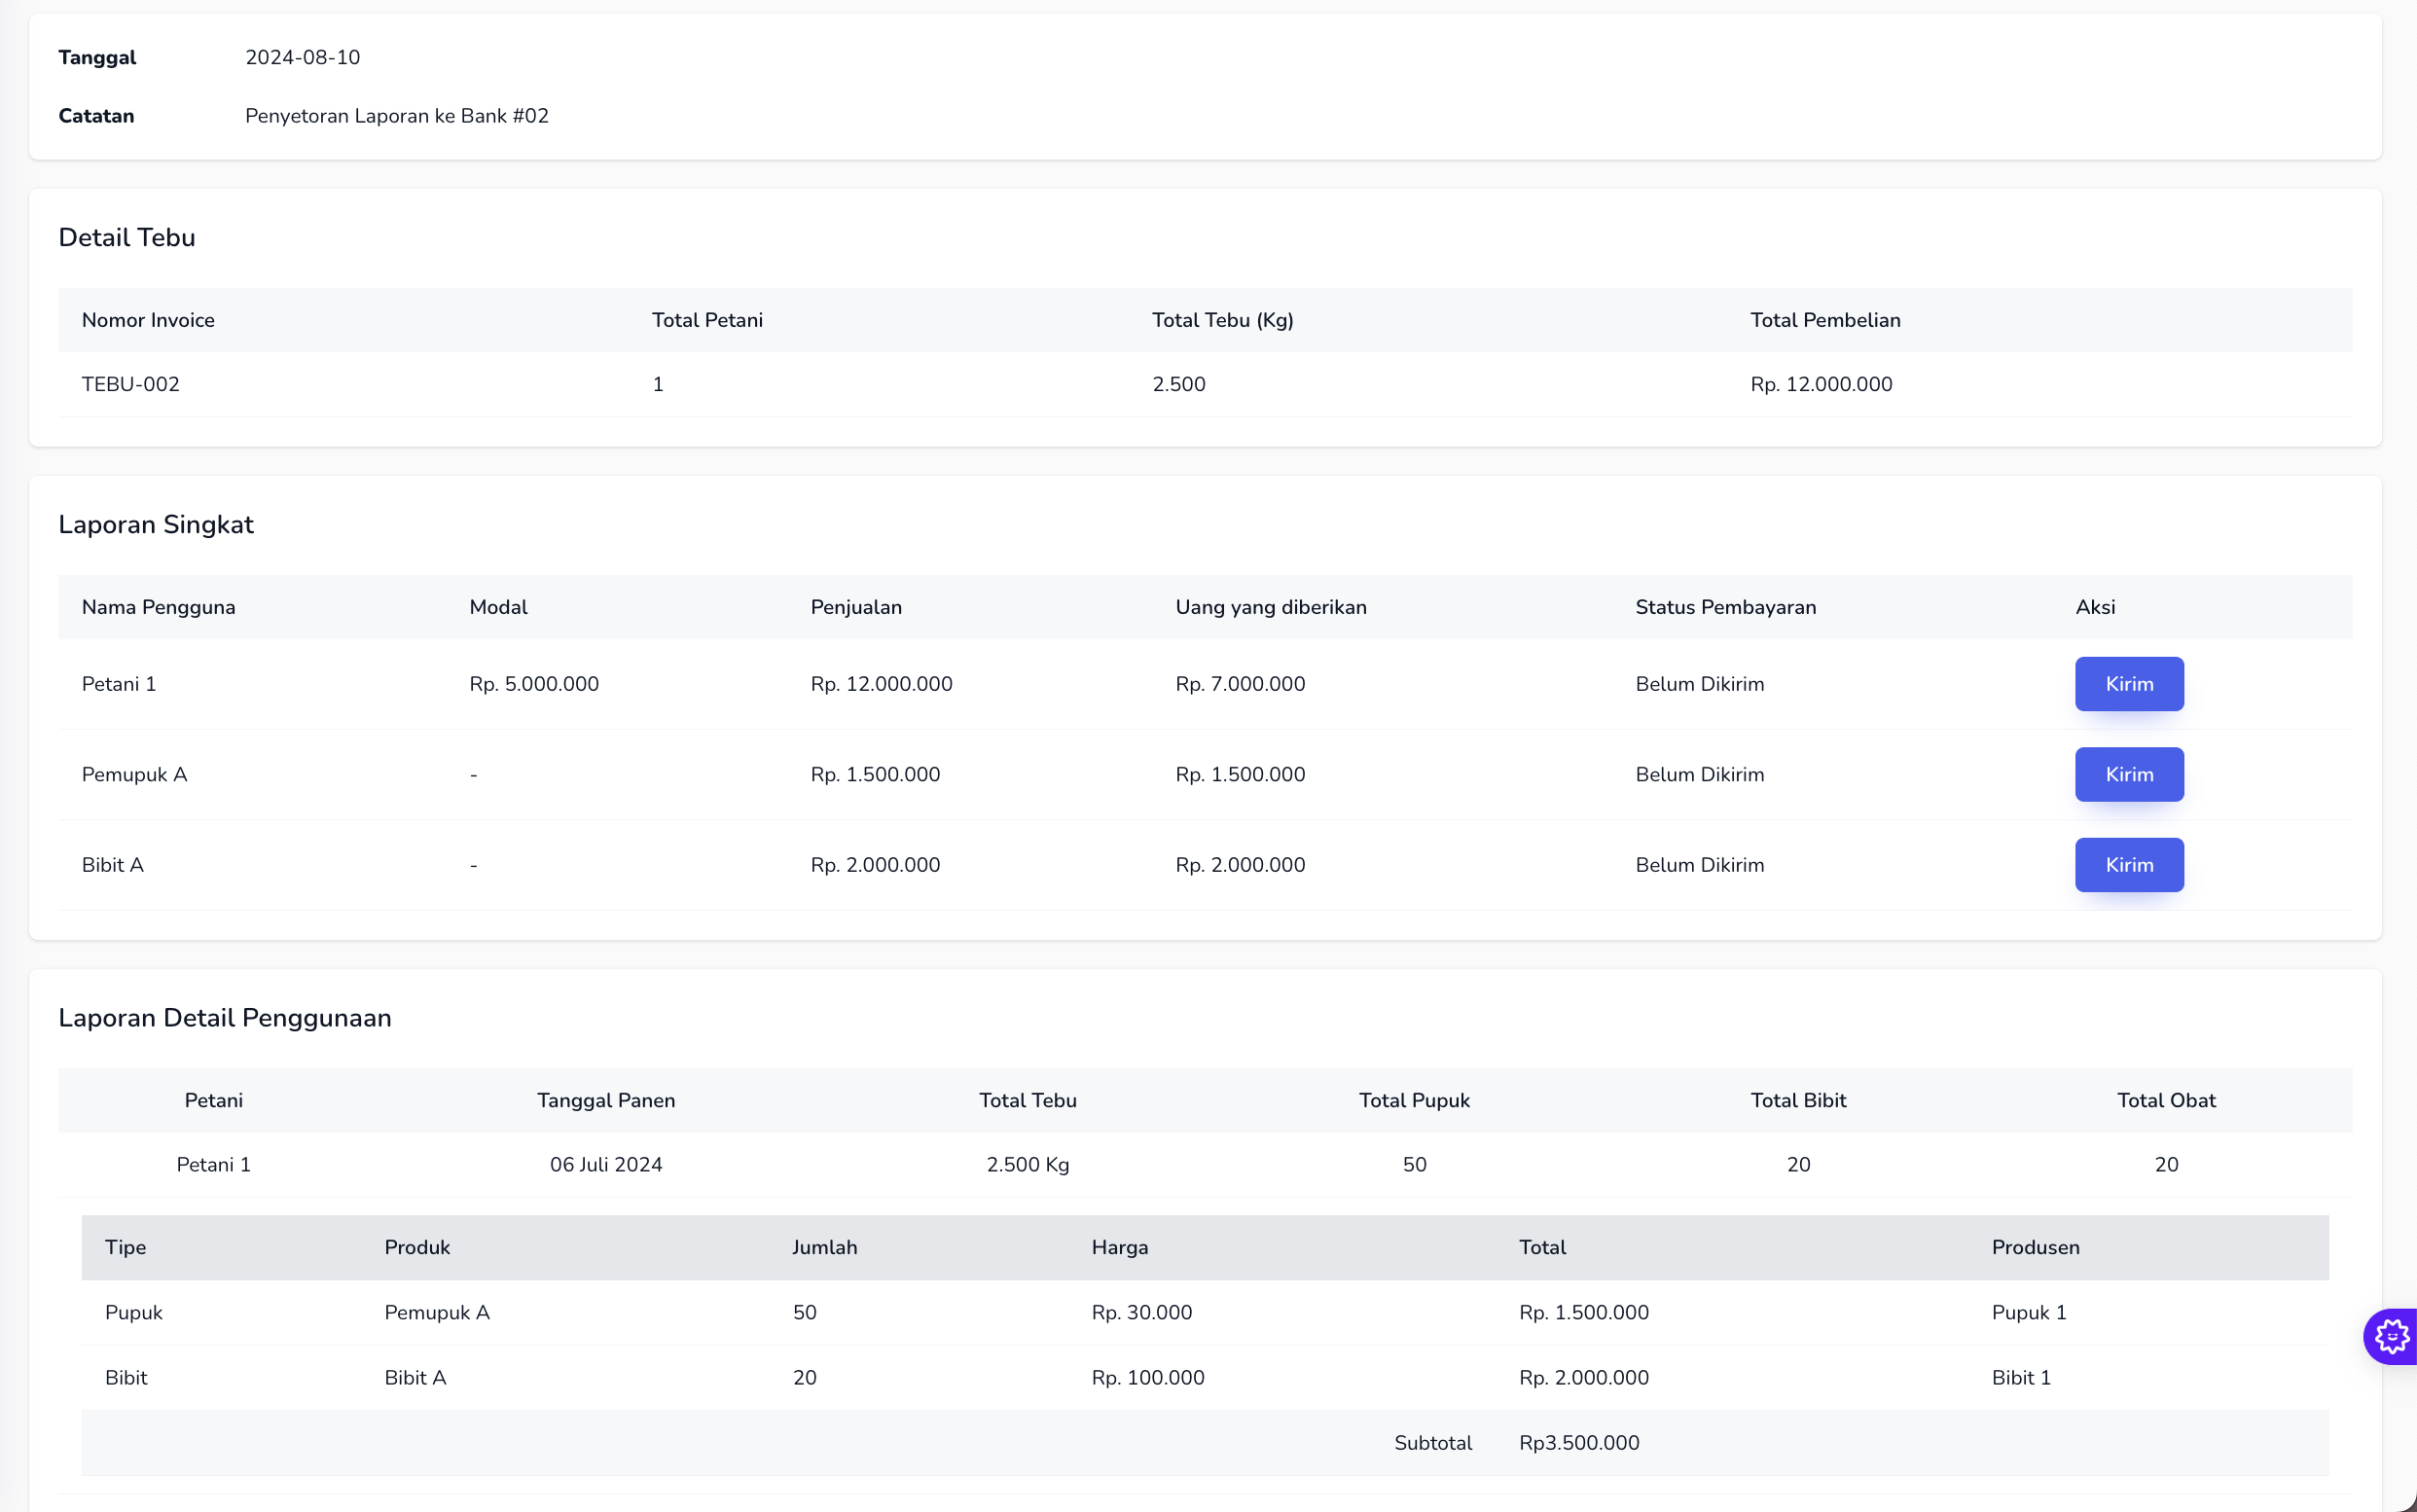 Tanggal 2024-08-10
Catatan Penyetoran Laporan ke Bank #02
Detail Tebu
Nomor Invoice Total Petani Total Tebu (Kg) Total Pembelian
TEBU-002 1 2.500 Rp. 12.000.000
Laporan Singkat
Nama Pengguna Modal Penjualan Uang yang diberikan Status Pembayaran Aksi
Petani 1 Rp. 5.000.000 Rp. 12.000.000 Rp. 7.000.000 Belum Dikirim Kirim
Pemupuk A - Rp. 1.500.000 Rp. 1.500.000 Belum Dikirim Kirim
Bibit A - Rp. 2.000.000 Rp. 2.000.000 Belum Dikirim Kirim
Laporan Detail Penggunaan
Petani Tanggal Panen Total Tebu Total Pupuk Total Bibit Total Obat
Petani 1 06 Juli 2024 2.500 Kg 50 20 20
Tipe Produk Jumlah Harga Total Produsen
Pupuk Pemupuk A 50 Rp. 30.000 Rp. 1.500.000 Pupuk 1
Bibit Bibit A 20 Rp. 100.000 Rp. 2.000.000 Bibit 1
Subtotal Rp3.500.000